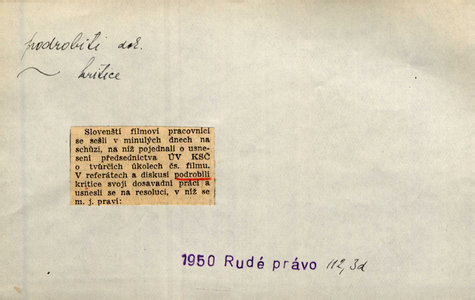 podrobiti dok.
~ kritice
Slovenští filmoví pracovníci
se sešli v minulých dnech na
schůzi, na níž pojednali o usne-
sení předsednictva ÚV KSČ
o tvůrčích úkolech čs. filmu.
V referátech a diskusi podrobili
kritice svoji dosavadní práci a
usnesli se na resoluci, v níž se
m. j. praví:
1950 Rudé právo 112, 3d